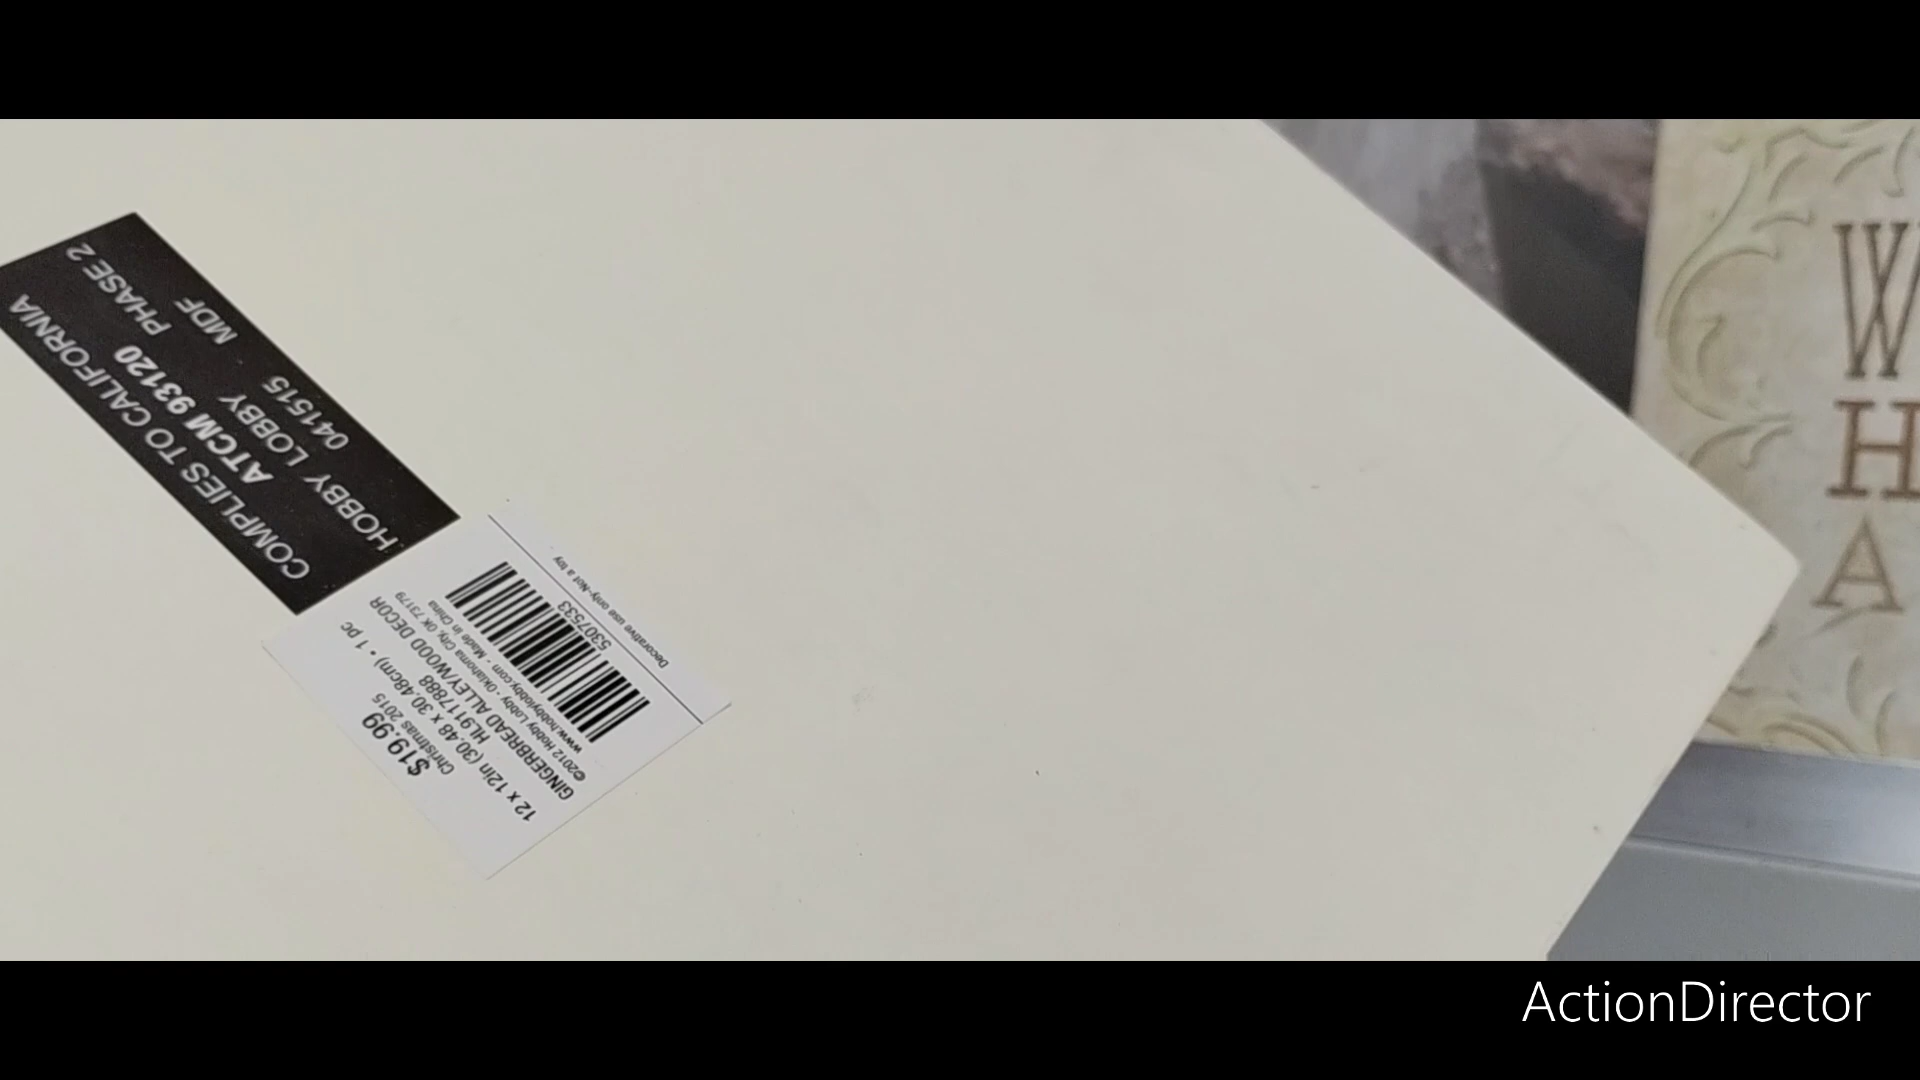 COMPLIES TO CALIFORNIA
ATCM 93120 PHASE 2
HOBBY LOBBY MDF
041515
$19.99
Christmas 2015
12 x 12in (30.48 x 30.48cm) • 1 pc
HL9117888
GINGERBREAD ALLEY/WOOD DECOR
©2012 Hobby Lobby - Oklahoma City, OK 73179
www.hobbylobby.com - Made in China
5307533
Decorative use only-Not a toy
W
H
A
ActionDirector